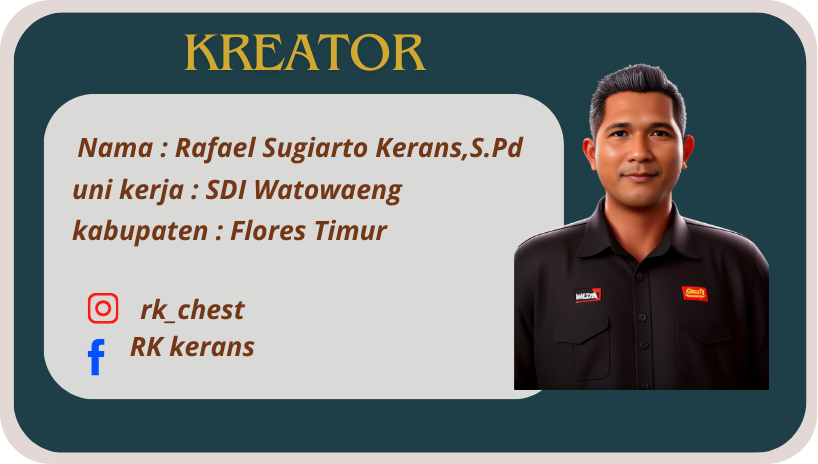 KREATOR
Nama : Rafael Sugiarto Kerans,S.Pd
uni kerja : SDI Watowaeng
kabupaten : Flores Timur
rk_chest
RK kerans